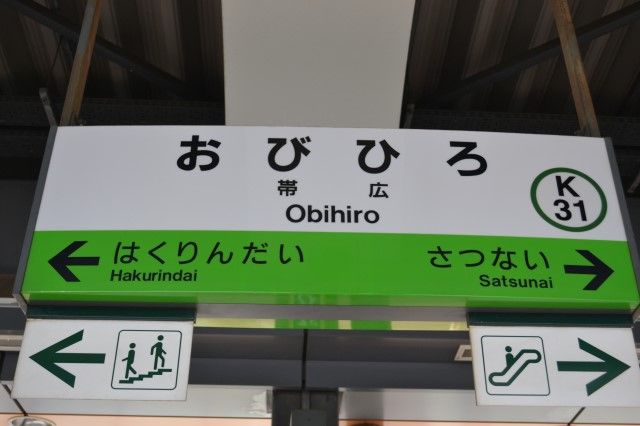 おびひろ
帯広
Obihiro
K
31
はくりんだい
Hakurindai
さつない
Satsunai